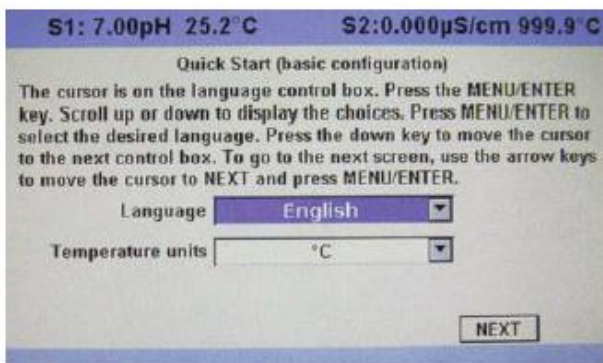 S1: 7.00pH 25.2°C S2:0.000µS/cm 999.9°C
Quick Start (basic configuration)
The cursor is on the language control box. Press the MENU/ENTER
key. Scroll up or down to display the choices. Press MENU/ENTER to
select the desired language. Press the down key to move the cursor
to the next control box. To go to the next screen, use the arrow keys
to move the cursor to NEXT and press MENU/ENTER.
Language English
Temperature units °C
NEXT